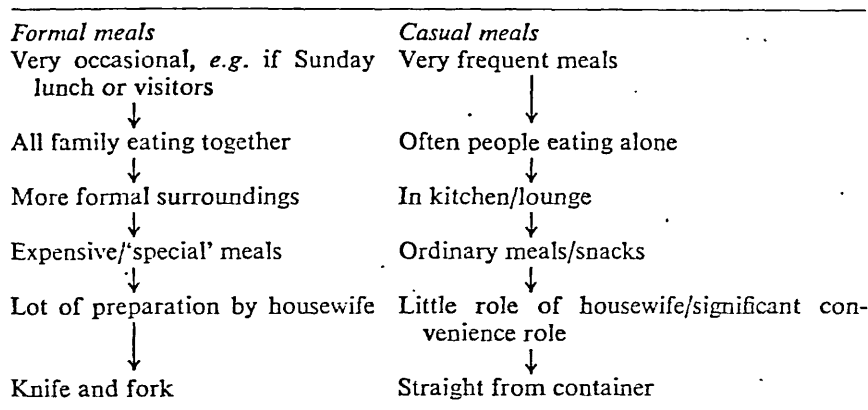 Formal meals
Very occasional, e.g. if Sunday
lunch or visitors
↓
All family eating together
↓
More formal surroundings
↓
Expensive/‘special’ meals
↓
Lot of preparation by housewife
↓
Knife and fork
Casual meals
Very frequent meals
↓
Often people eating alone
↓
In kitchen/lounge
↓
Ordinary meals/snacks
↓
Little role of housewife/significant con-
venience role
↓
Straight from container